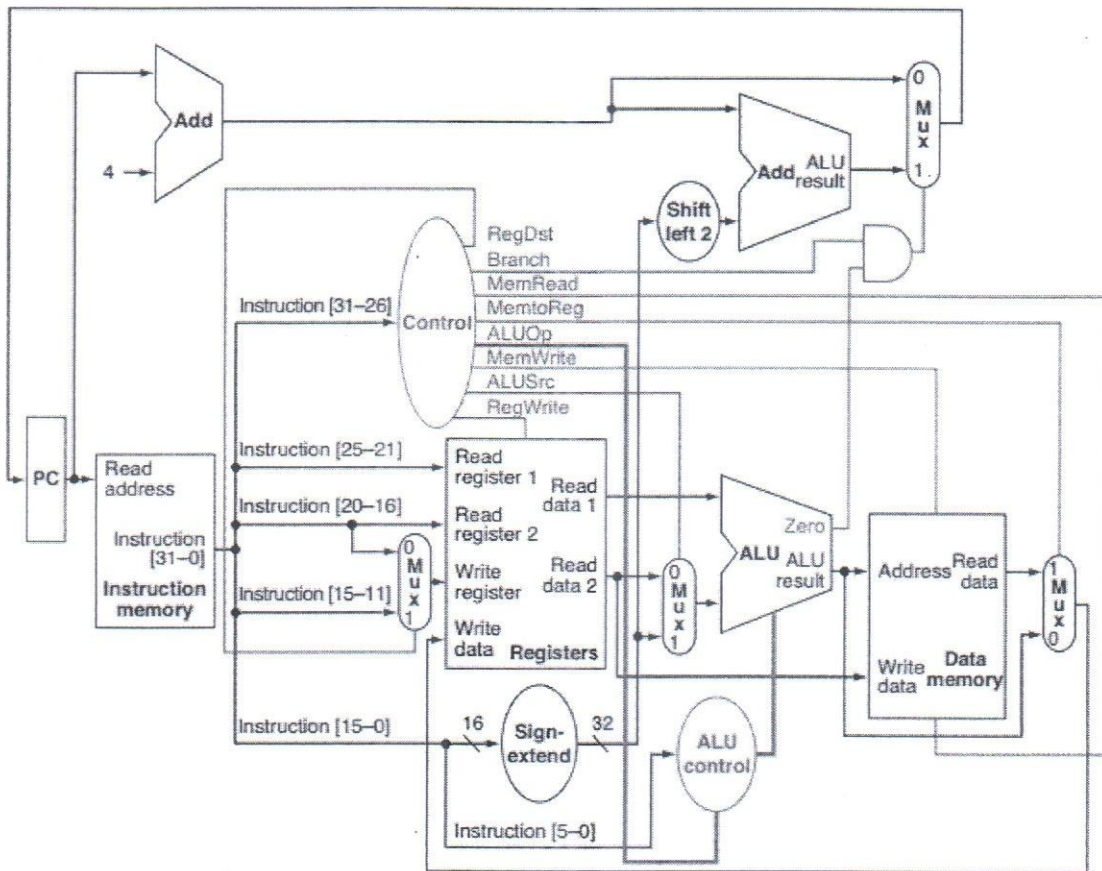 Add
4
0
M
u
x
1
Add
ALU
result
Shift
left 2
RegDst
Branch
MemRead
MemtoReg
ALUOp
MemWrite
ALUSrc
RegWrite
Control
Instruction [31–26]
Instruction [25–21]
Instruction [20–16]
Instruction [15–11]
Instruction [15–0]
Instruction [5–0]
PC
Read
address
Instruction
[31–0]
Instruction
memory
0
M
u
x
1
Read
register 1
Read
register 2
Write
register
Write
data
Read
data 1
Read
data 2
Registers
0
M
u
x
1
Zero
ALU
ALU
result
Address
Read
data
Write
data
Data
memory
1
M
u
x
0
16
Sign-
extend
32
ALU
control